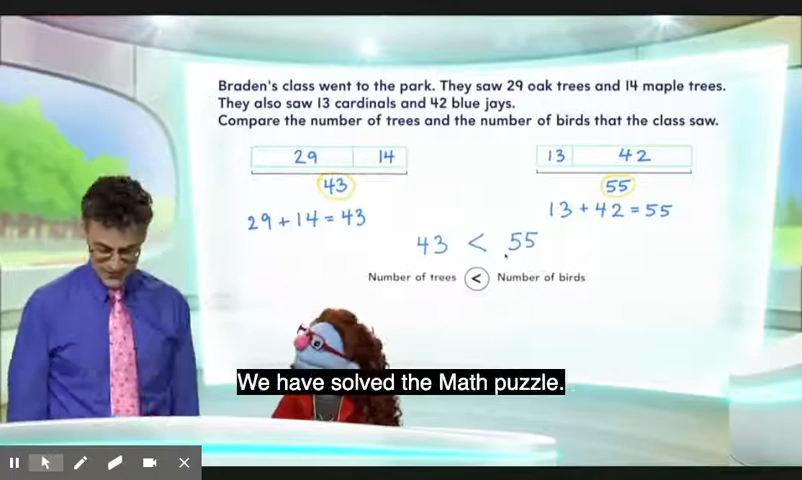 Braden's class went to the park. They saw 29 oak trees and 14 maple trees.
They also saw 13 cardinals and 42 blue jays.
Compare the number of trees and the number of birds that the class saw.
29 14
43
29 + 14 = 43
13 42
55
13 + 42 = 55
43 < 55
Number of trees < Number of birds
We have solved the Math puzzle.